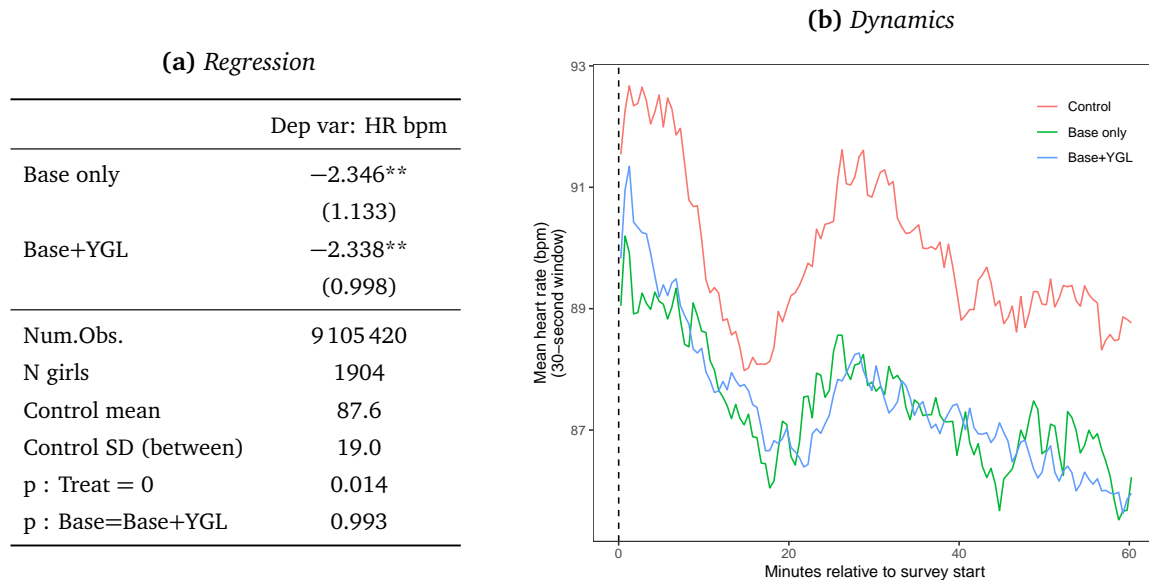 (a) Regression
Dep var: HR bpm
Base only −2.346**
(1.133)
Base+YGL −2.338**
(0.998)
Num.Obs. 9 105 420
N girls 1904
Control mean 87.6
Control SD (between) 19.0
p : Treat = 0 0.014
p : Base=Base+YGL 0.993
(b) Dynamics
Mean heart rate (bpm)
(30−second window)
93
91
89
87
Control
Base only
Base+YGL
0 20 40 60
Minutes relative to survey start